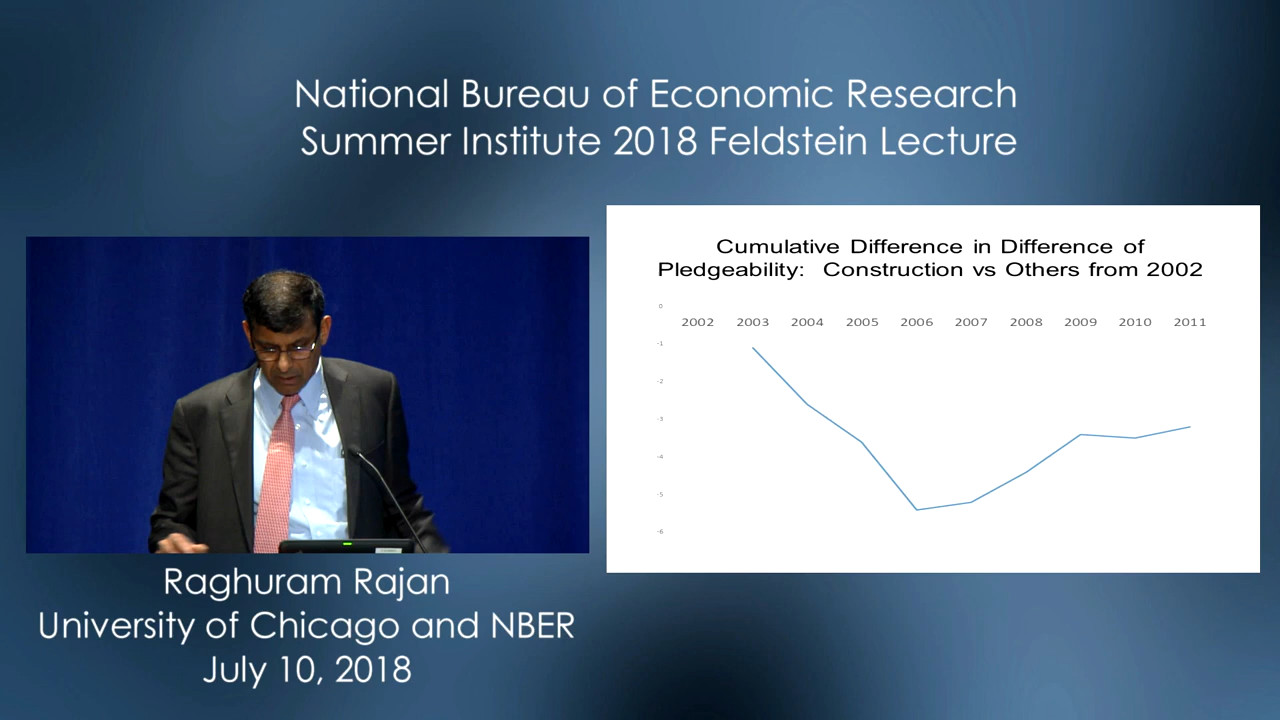 National Bureau of Economic Research
Summer Institute 2018 Feldstein Lecture
Cumulative Difference in Difference of
Pledgeability: Construction vs Others from 2002
0
2002 2003 2004 2005 2006 2007 2008 2009 2010 2011
-1
-2
-3
-4
-5
-6
Raghuram Rajan
University of Chicago and NBER
July 10, 2018